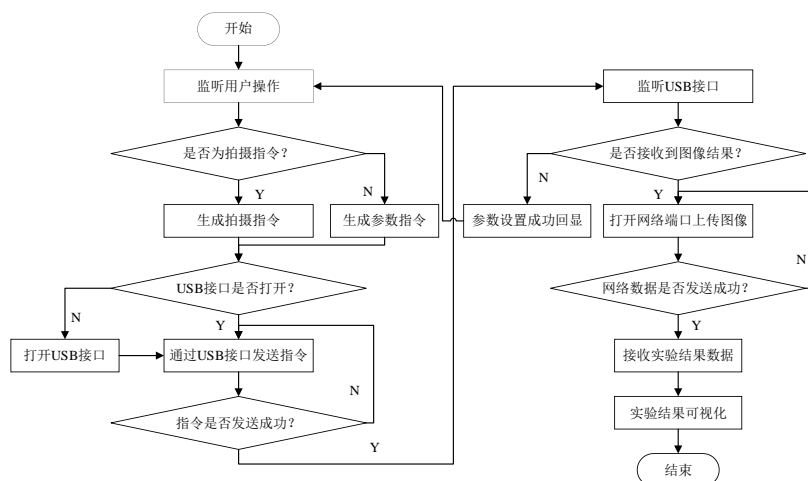 开始
监听用户操作
是否为拍摄指令？
Y
N
生成拍摄指令
生成参数指令
USB接口是否打开？
N
Y
打开USB接口
通过USB接口发送指令
N
指令是否发送成功？
Y
监听USB接口
是否接收到图像结果？
N
Y
参数设置成功回显
打开网络端口上传图像
N
网络数据是否发送成功？
Y
接收实验结果数据
实验结果可视化
结束